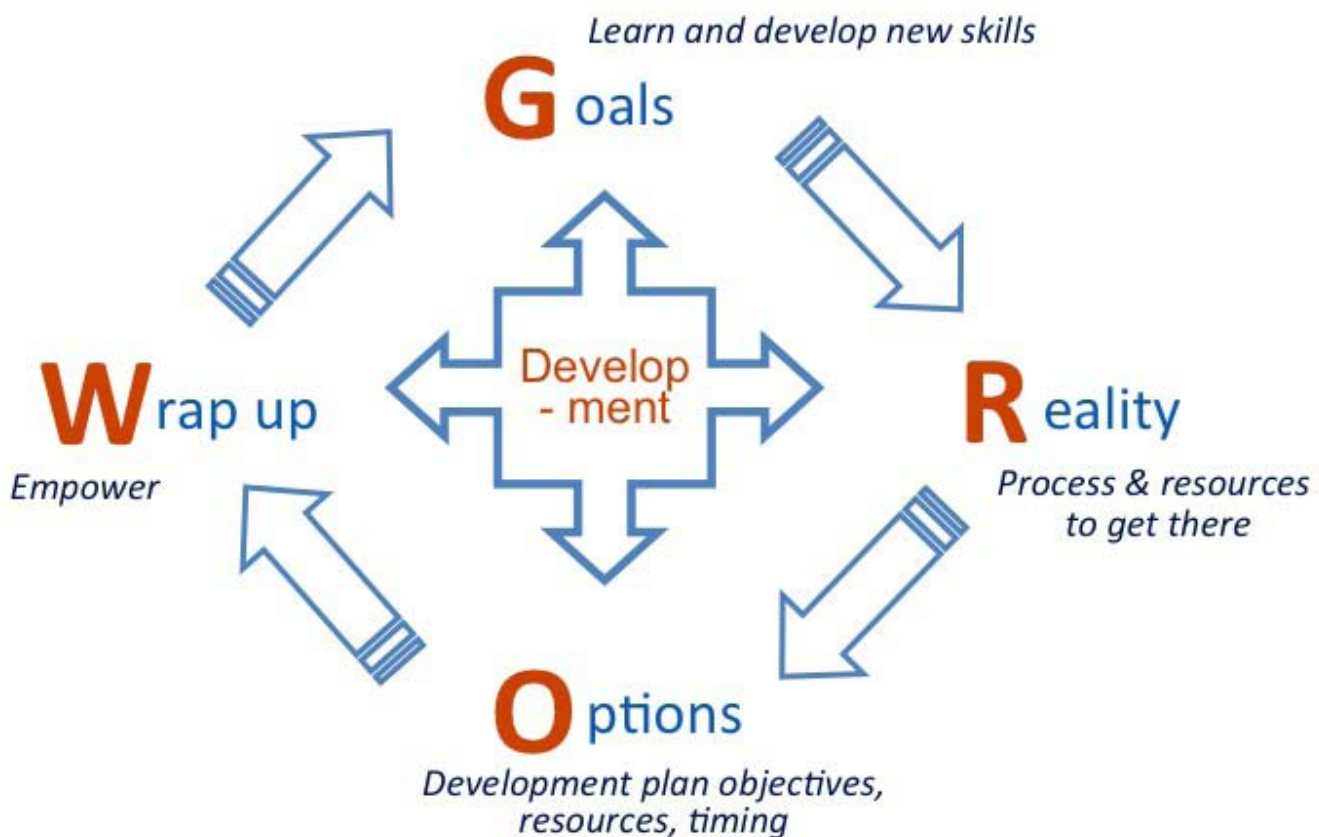 Learn and develop new skills
Goals
Develop
- ment
Wrap up
Empower
Reality
Process & resources
to get there
Options
Development plan objectives,
resources, timing